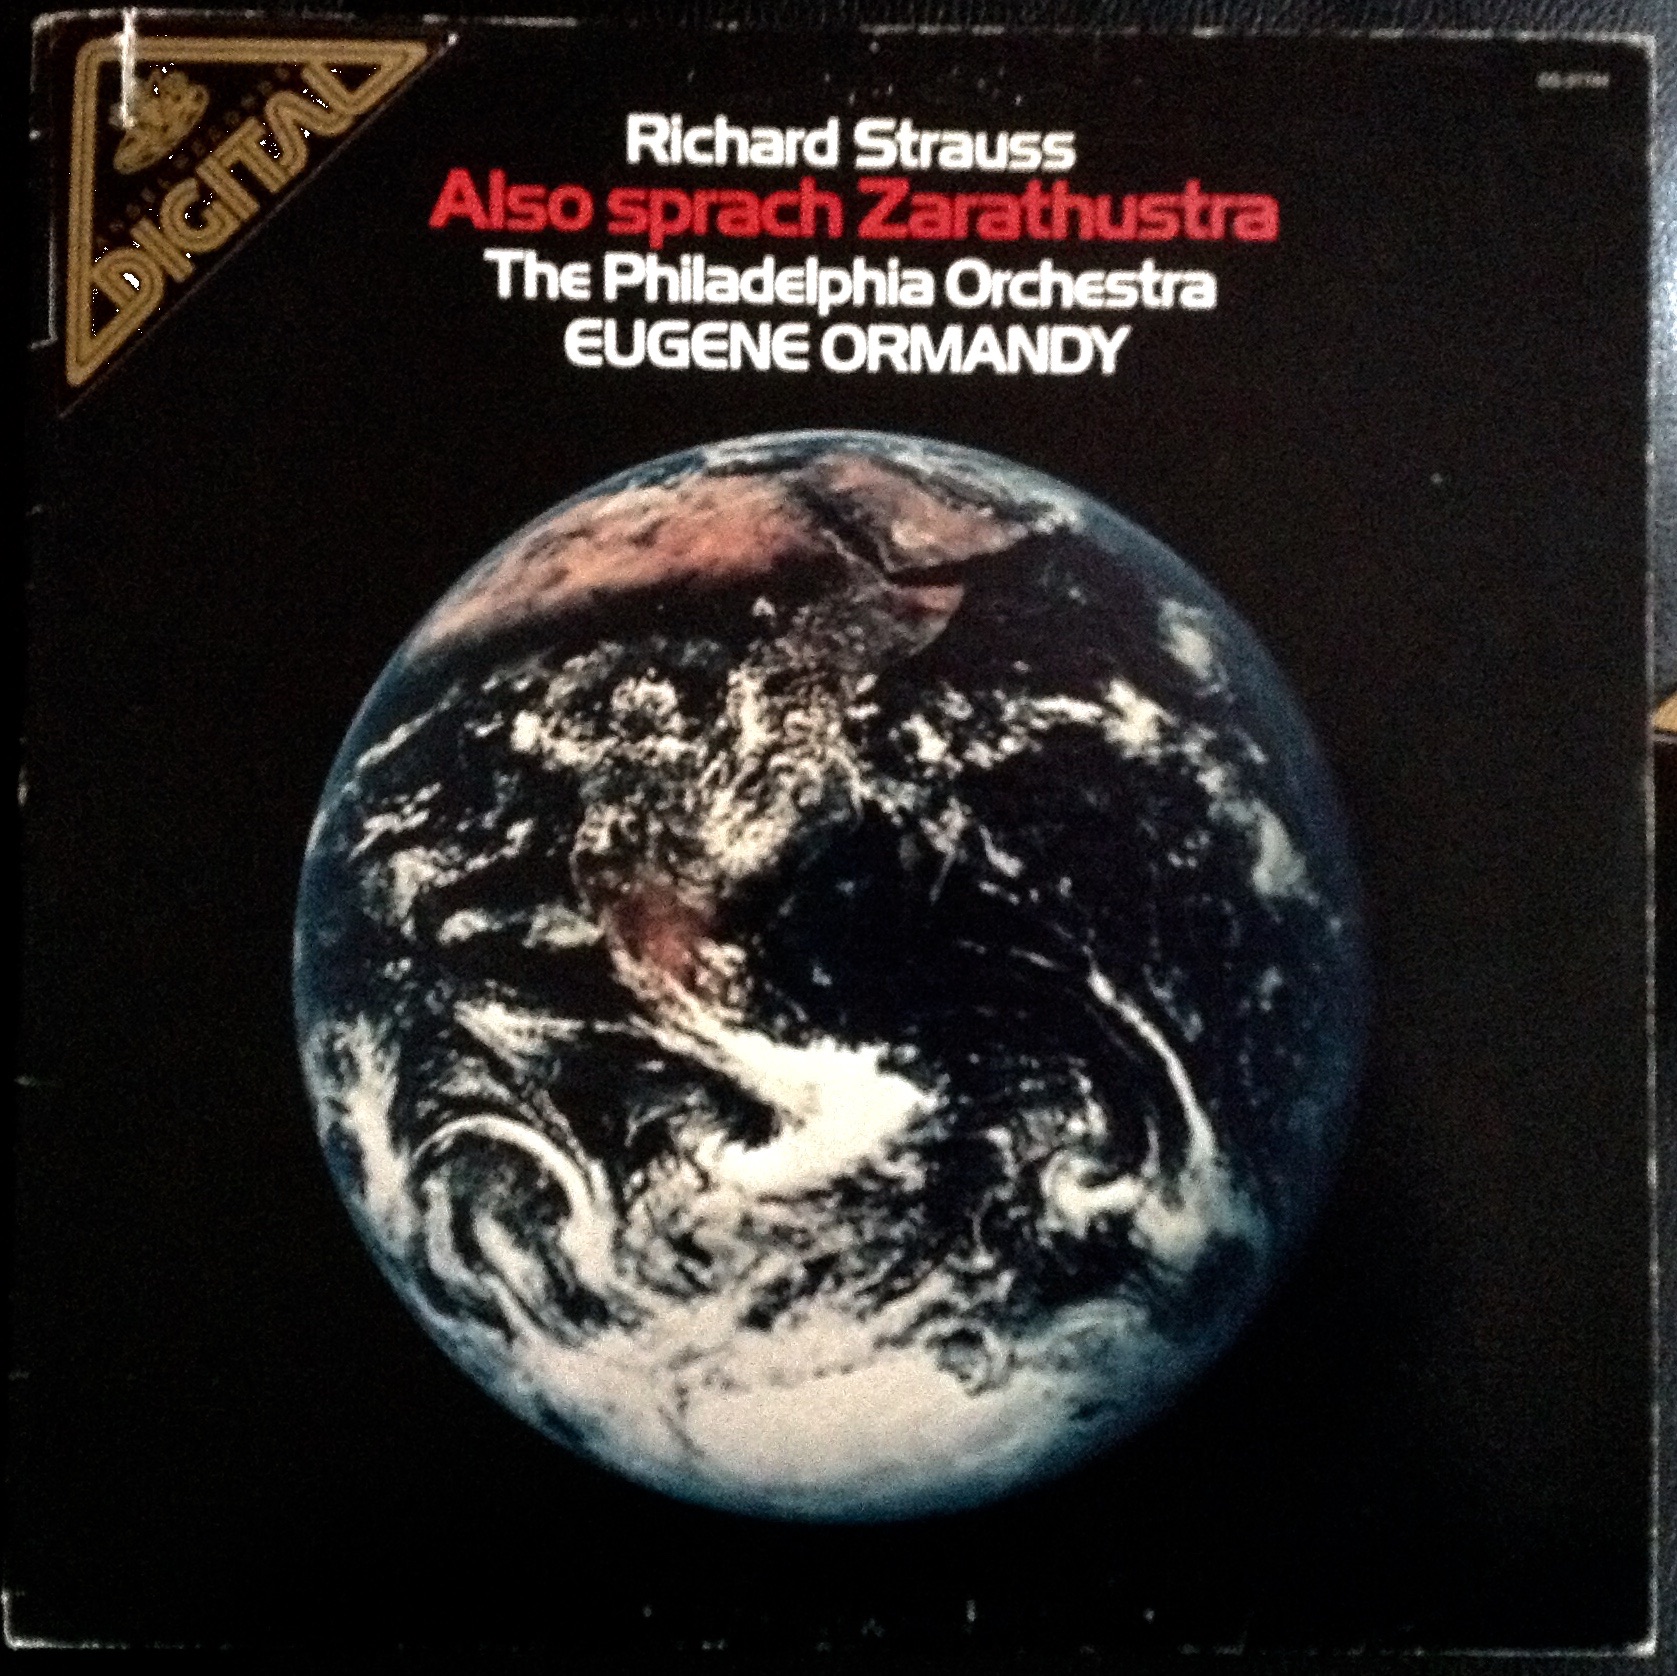 DIGITAL
Richard Strauss
Also sprach Zarathustra
The Philadelphia Orchestra
EUGENE ORMANDY